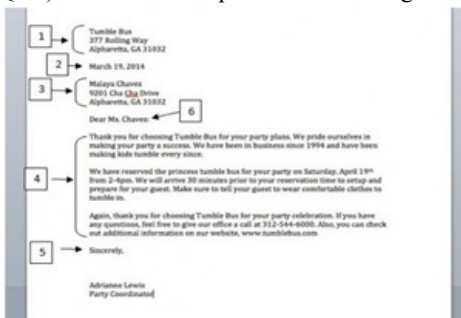 1
Tumble Bus
377 Rolling Way
Alpharetta, GA 31032
2
March 19, 2014
3
Malaya Chavez
9201 Cha Cha Drive
Alpharetta, GA 31032
6
Dear Ms. Chavez:
4
Thank you for choosing Tumble Bus for your party plans. We pride ourselves in
making your party a success. We have been in business since 1994 and have been
making kids tumble every since.
We have reserved the princess tumble bus for your party on Saturday, April 19th
from 2-4pm. We will arrive 30 minutes prior to your reservation time to setup and
prepare for your guest. Make sure to tell your guest to wear comfortable clothes to
tumble in.
Again, thank you for choosing Tumble Bus for your party celebration. If you have
any questions, feel free to give our office a call at 312-544-6000. Also, you can check
out additional information on our website, www.tumblebus.com
5
Sincerely,
Adrianne Lewis
Party Coordinator